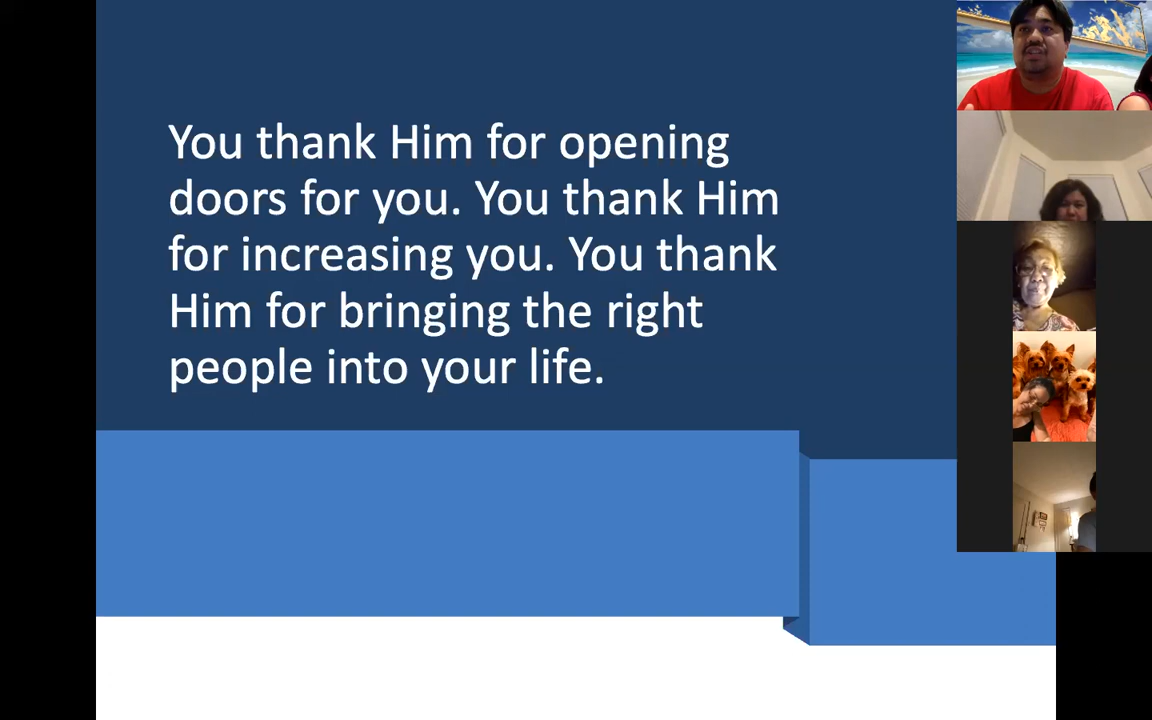 You thank Him for opening
doors for you. You thank Him
for increasing you. You thank
Him for bringing the right
people into your life.